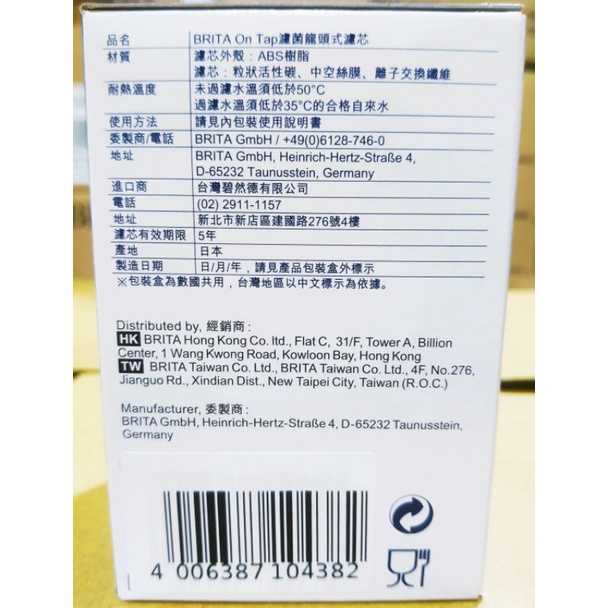 品名 BRITA On Tap濾菌龍頭式濾芯
材質 濾芯外殼：ABS樹脂
濾芯：粒狀活性碳、中空絲膜、離子交換纖維
耐熱溫度 未過濾水溫須低於50°C
過濾水溫須低於35°C的合格自來水
使用方法 請見內包裝使用說明書
委製商/電話 BRITA GmbH / +49(0)6128-746-0
地址 BRITA GmbH, Heinrich-Hertz-Straße 4,
D-65232 Taunusstein, Germany
進口商 台灣碧然德有限公司
電話 (02) 2911-1157
地址 新北市新店區建國路276號4樓
濾芯有效期限 5年
產地 日本
製造日期 日/月/年，請見產品包裝盒外標示
※包裝盒為數國共用，台灣地區以中文標示為依據。
Distributed by, 經銷商：
HK BRITA Hong Kong Co. ltd., Flat C, 31/F, Tower A, Billion
Center, 1 Wang Kwong Road, Kowloon Bay, Hong Kong
TW BRITA Taiwan Co. Ltd., BRITA Taiwan Co. Ltd., 4F, No.276,
Jianguo Rd., Xindian Dist., New Taipei City, Taiwan (R.O.C.)
Manufacturer, 委製商：
BRITA GmbH, Heinrich-Hertz-Straße 4, D-65232 Taunusstein,
Germany
4 006387 104382